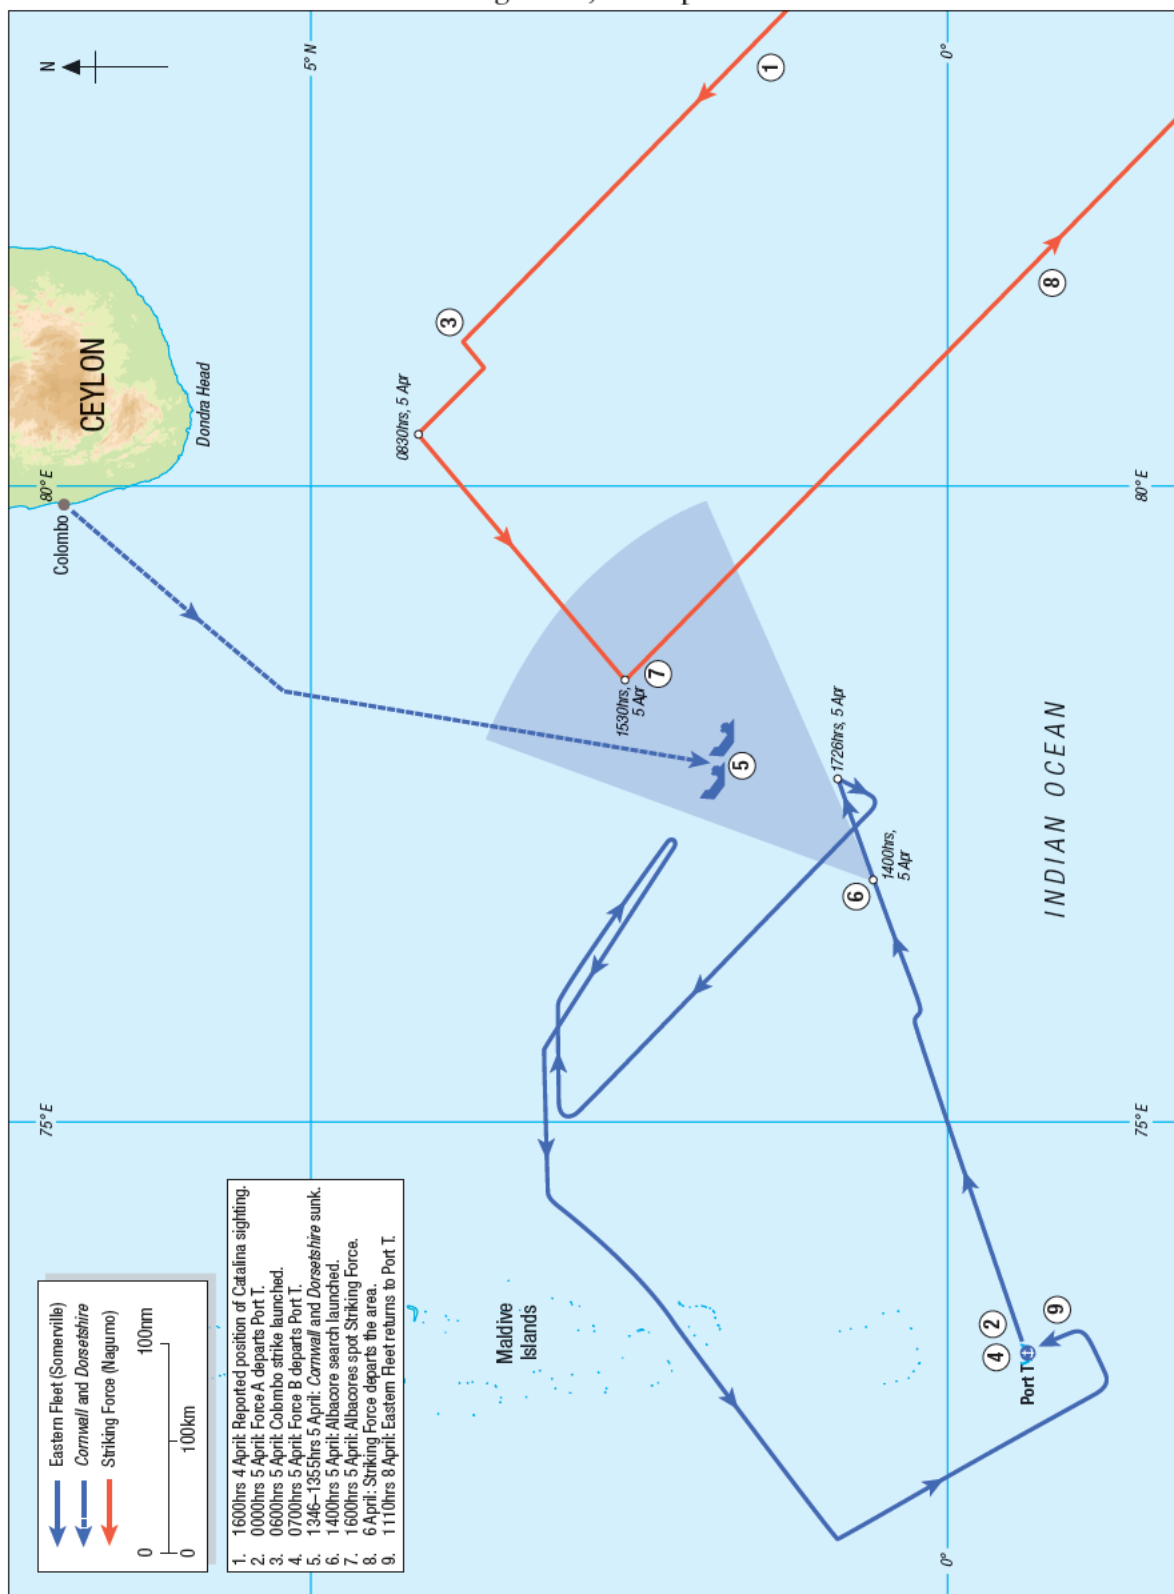 Eastern Fleet (Somerville)
Cornwall and Dorsetshire
Striking Force (Nagumo)
0 100nm
0 100km
1. 1600hrs 4 April: Reported position of Catalina sighting.
2. 0000hrs 5 April: Force A departs Port T.
3. 0600hrs 5 April: Colombo strike launched.
4. 0700hrs 5 April: Force B departs Port T.
5. 1346–1355hrs 5 April: Cornwall and Dorsetshire sunk.
6. 1400hrs 5 April: Albacore search launched.
7. 1600hrs 5 April: Albacores spot Striking Force.
8. 6 April: Striking Force departs the area.
9. 1110hrs 8 April: Eastern Fleet returns to Port T.
75° E
80° E
N
Colombo
CEYLON
Dondra Head
5° N
0830hrs, 5 Apr
3
1
Maldive
Islands
1530hrs,
5 Apr
7
5
1726hrs, 5 Apr
6
1400hrs,
5 Apr
8
0°
0°
4
2
Port T
9
INDIAN OCEAN
75° E
80° E